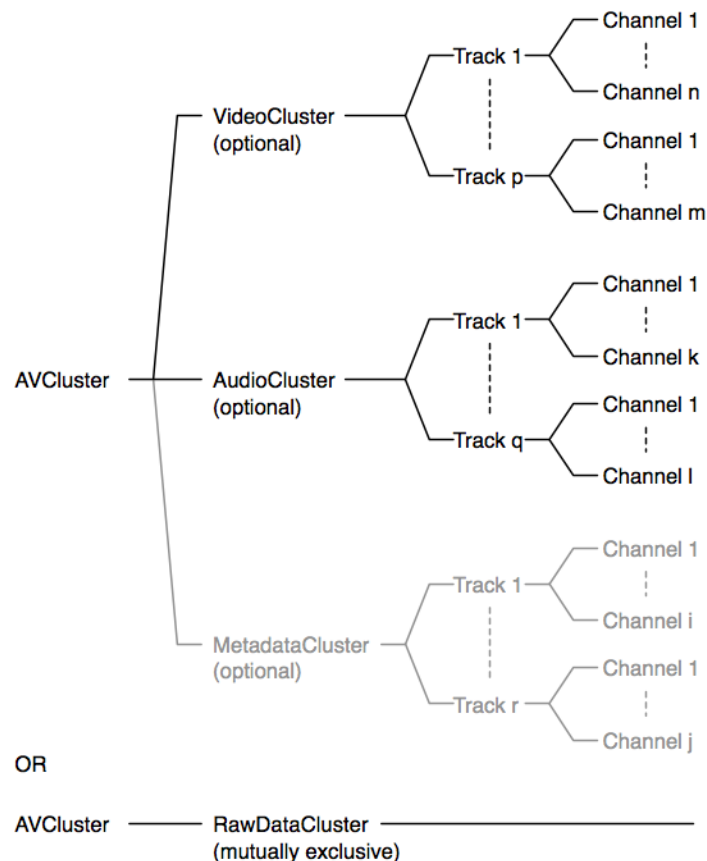 Channel 1
Track 1
Channel n
VideoCluster
(optional)
Channel 1
Track p
Channel m
Channel 1
Track 1
Channel k
AVCluster
AudioCluster
(optional)
Channel 1
Track q
Channel l
Channel 1
Track 1
Channel i
MetadataCluster
(optional)
Channel 1
Track r
Channel j
OR
AVCluster
RawDataCluster
(mutually exclusive)